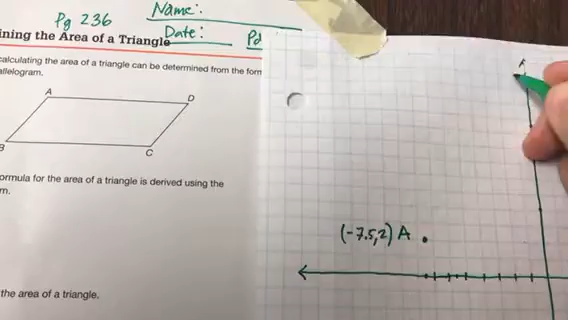 Pg 236
Name:
Date:
Pd
ining the Area of a Triangle
calculating the area of a triangle can be determined from the form
allelogram.
A
D
B
C
ormula for the area of a triangle is derived using the
m.
the area of a triangle.
(-7.5,2) A